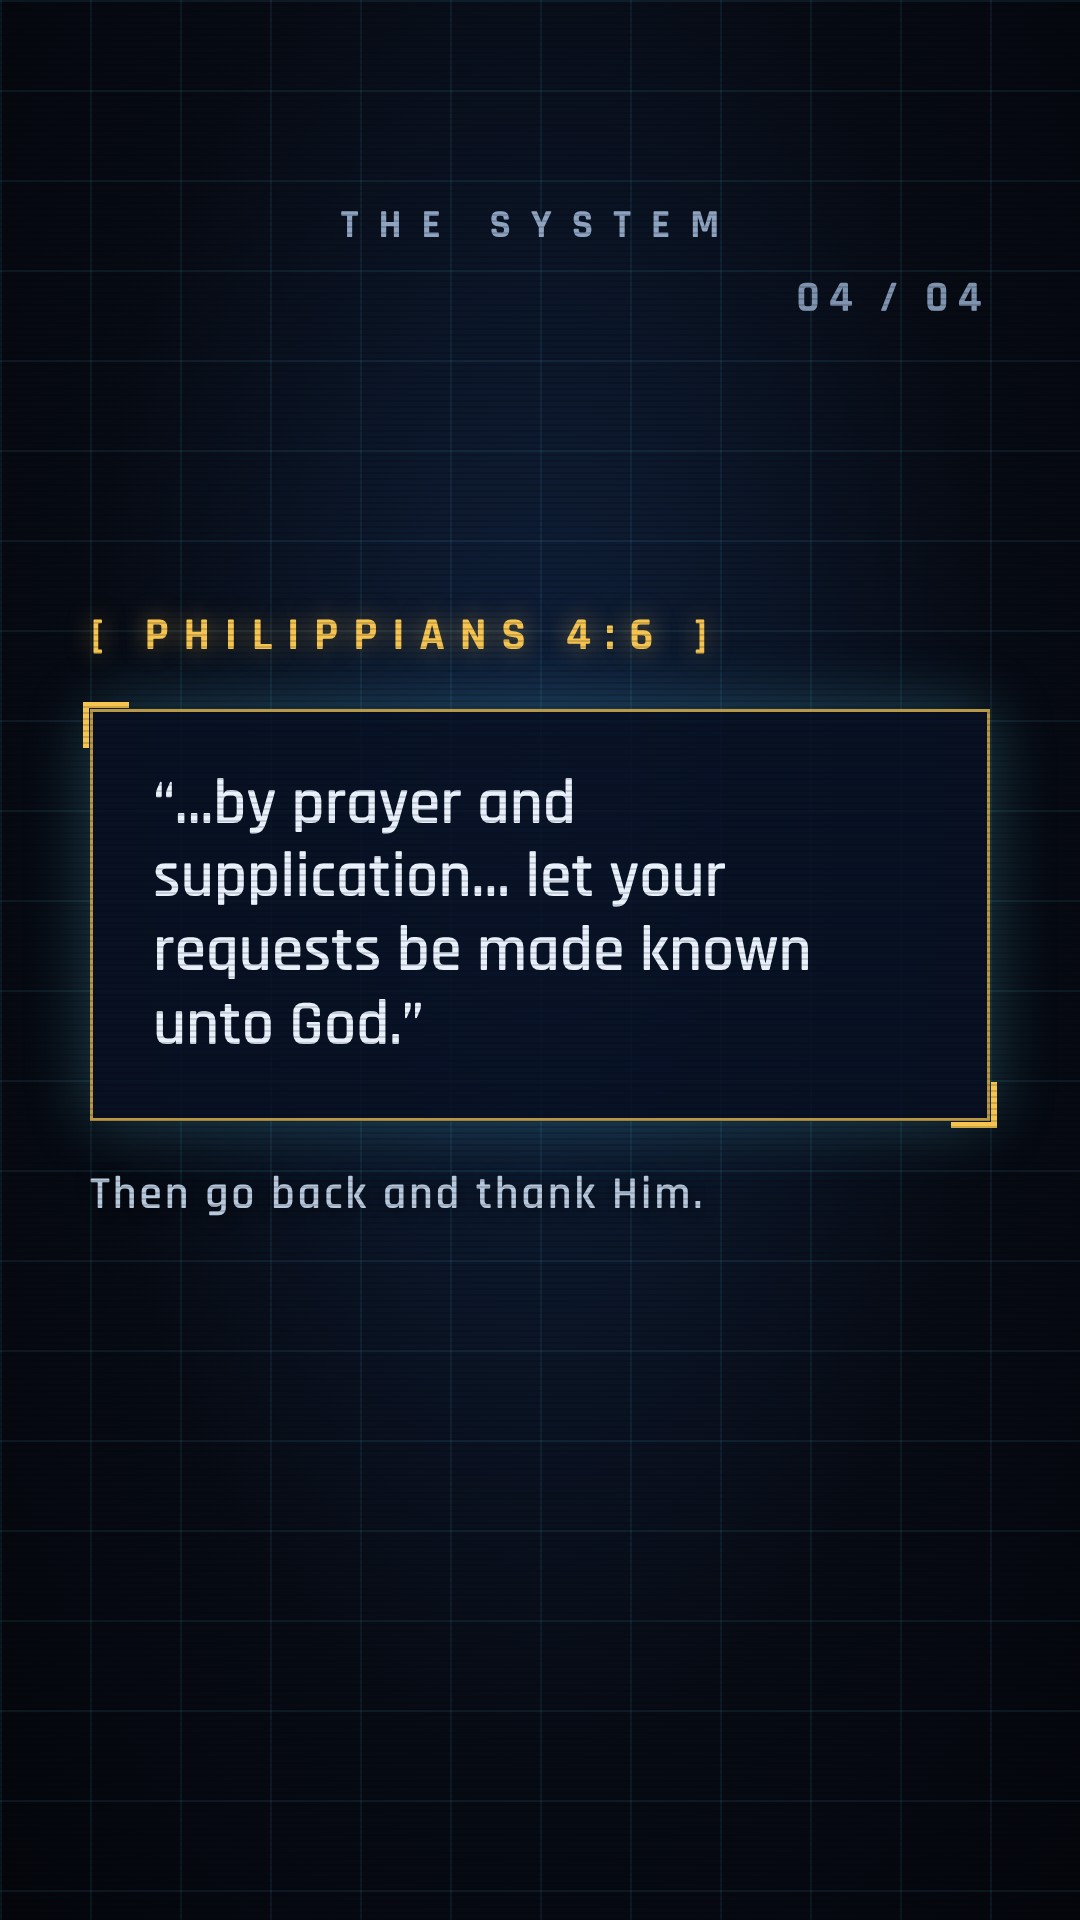 THE SYSTEM
04 / 04
[ PHILIPPIANS 4:6 ]
“...by prayer and
supplication... let your
requests be made known
unto God.”
Then go back and thank Him.